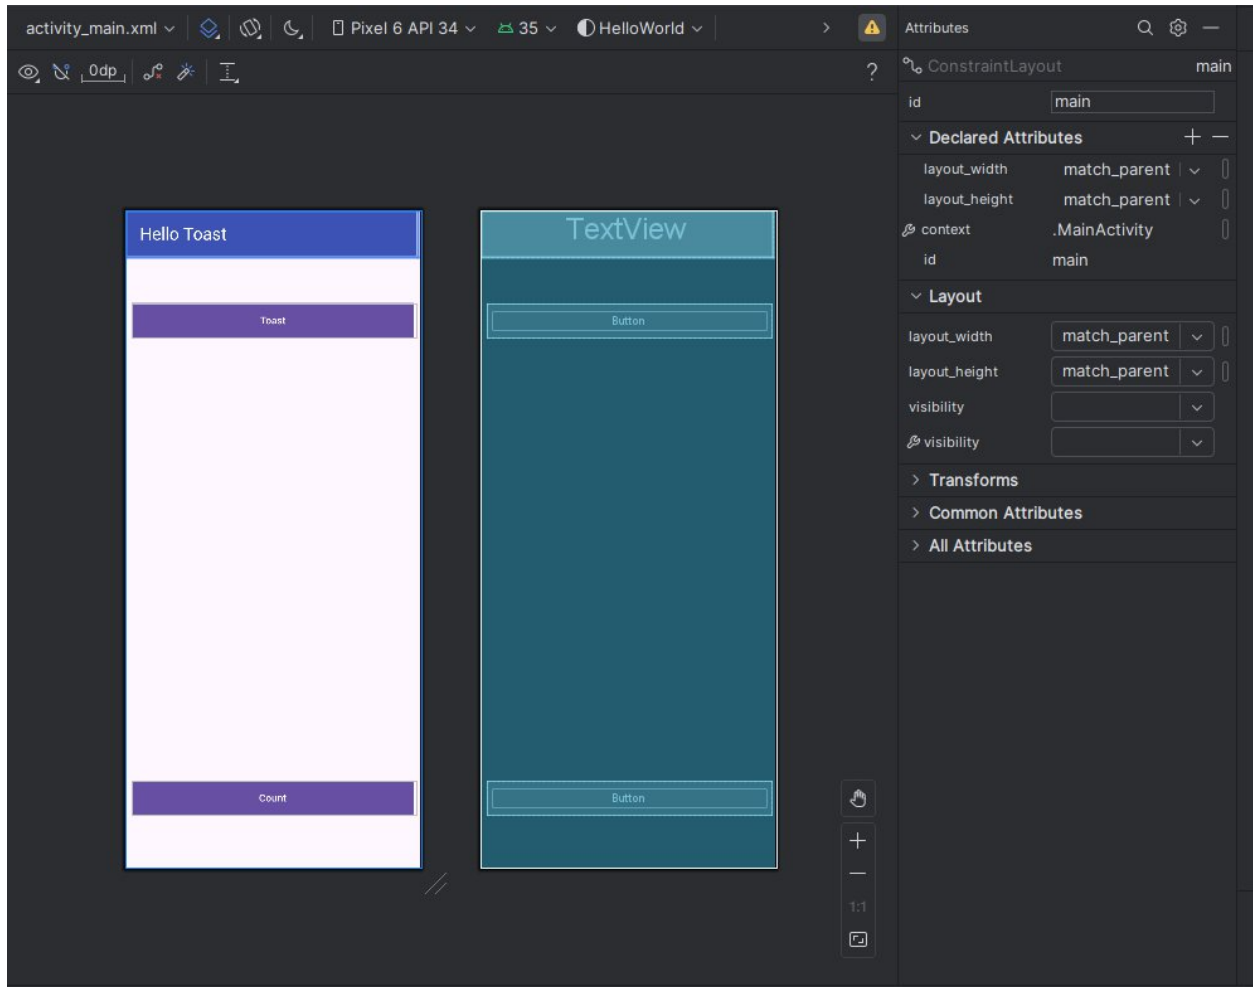 activity_main.xml Pixel 6 API 34 35 HelloWorld
0dp ?
Hello Toast
Toast
Count
TextView
Button
Button
1:1
Attributes
ConstraintLayout main
id main
Declared Attributes
layout_width match_parent
layout_height match_parent
context .MainActivity
id main
Layout
layout_width match_parent
layout_height match_parent
visibility
visibility
Transforms
Common Attributes
All Attributes